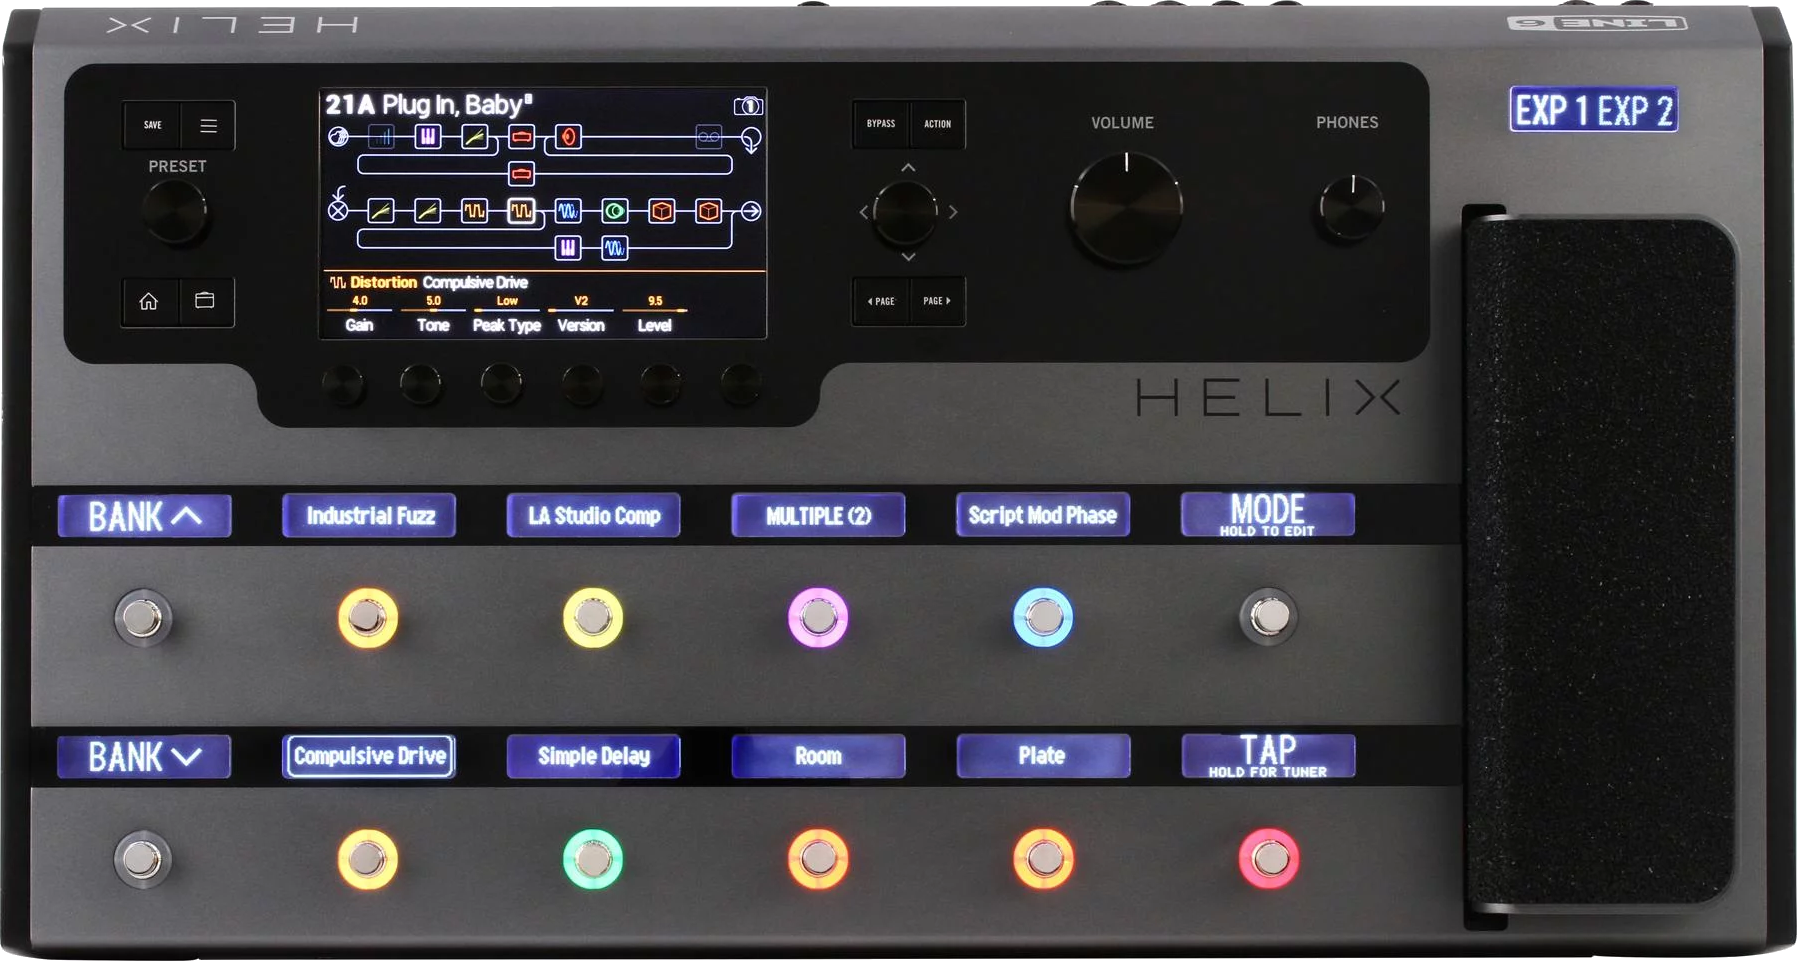 HELIX
LINE 6
21A Plug In, Baby
1
SAVE
PRESET
BYPASS
ACTION
VOLUME
PHONES
EXP 1 EXP 2
PAGE
PAGE
Distortion Compulsive Drive
4.0 5.0 Low V2 9.5
Gain Tone Peak Type Version Level
HELIX
BANK
Industrial Fuzz
LA Studio Comp
MULTIPLE (2)
Script Mod Phase
MODE
HOLD TO EDIT
BANK
Compulsive Drive
Simple Delay
Room
Plate
TAP
HOLD FOR TUNER